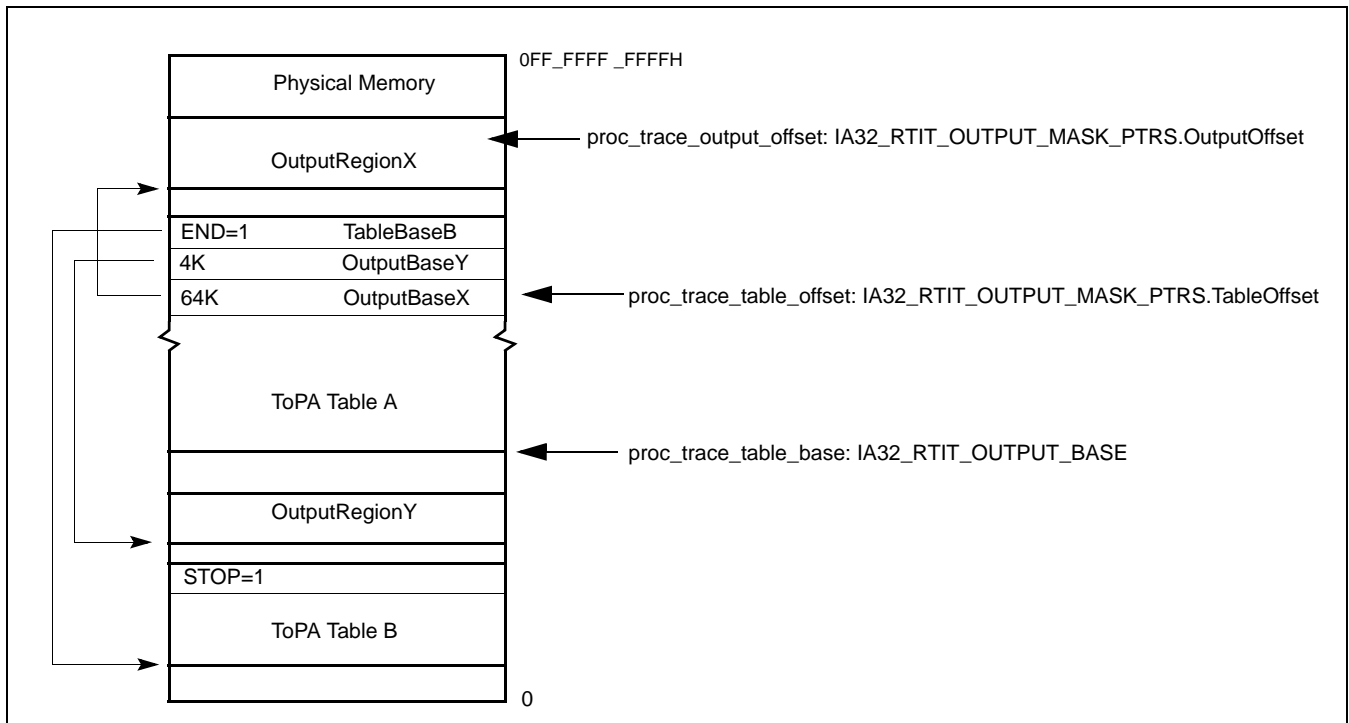 0FF_FFFF _FFFFH
Physical Memory
proc_trace_output_offset: IA32_RTIT_OUTPUT_MASK_PTRS.OutputOffset
OutputRegionX
END=1 TableBaseB
4K OutputBaseY
64K OutputBaseX
proc_trace_table_offset: IA32_RTIT_OUTPUT_MASK_PTRS.TableOffset
ToPA Table A
proc_trace_table_base: IA32_RTIT_OUTPUT_BASE
OutputRegionY
STOP=1
ToPA Table B
0